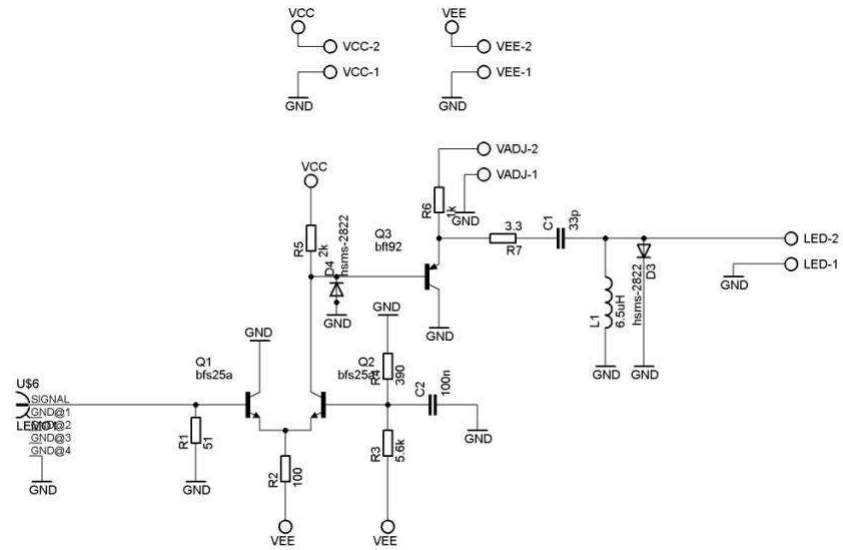 VCC
VCC-2
VCC-1
GND
VEE
VEE-2
VEE-1
GND
VADJ-2
VADJ-1
GND
VCC
R5
2k
D4
hsms-2822
GND
Q3
bft92
R6
1k
GND
3.3
R7
C1
33p
L1
6.5uH
GND
hsms-2822
D3
GND
LED-2
LED-1
GND
GND
Q1
bfs25a
Q2
bfs25a
GND
R4
390
C2
100n
GND
U$6
SIGNAL
GND@1
GND@2
GND@3
GND@4
GND
R1
51
GND
R2
100
VEE
R3
5.6k
VEE